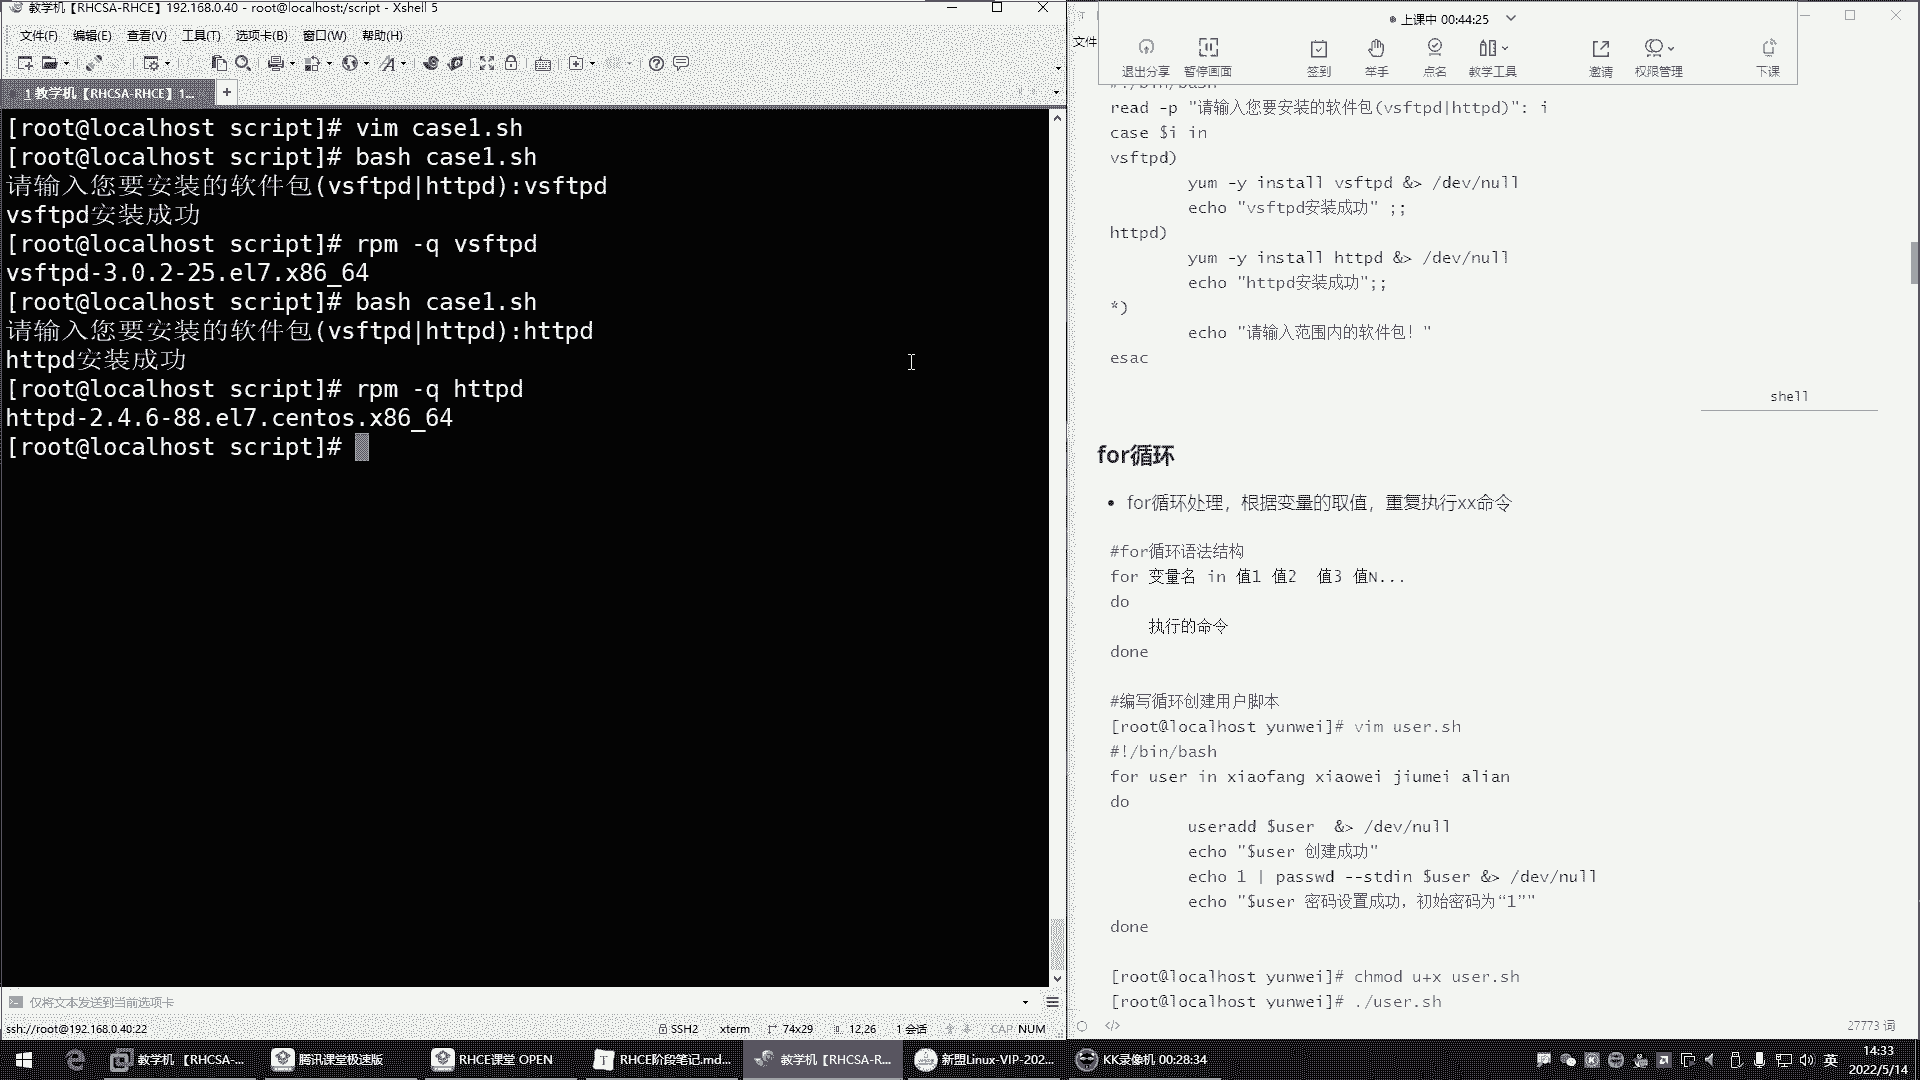 教学机【RHCSA-RHCE】192.168.0.40 - root@localhost:/script - Xshell 5
文件(F) 编辑(E) 查看(V) 工具(T) 选项卡(B) 窗口(W) 帮助(H)
1 教学机【RHCSA-RHCE】1... +
[root@localhost script]# vim case1.sh
[root@localhost script]# bash case1.sh
请输入您要安装的软件包(vsftpd|httpd):vsftpd
vsftpd安装成功
[root@localhost script]# rpm -q vsftpd
vsftpd-3.0.2-25.el7.x86_64
[root@localhost script]# bash case1.sh
请输入您要安装的软件包(vsftpd|httpd):httpd
httpd安装成功
[root@localhost script]# rpm -q httpd
httpd-2.4.6-88.el7.centos.x86_64
[root@localhost script]#
仅将文本发送到当前选项卡
ssh://root@192.168.0.40:22 SSH2 xterm 74x29 12,26 1 会话 CAP NUM
上课中 00:44:25
文件
退出分享 暂停画面 签到 举手 点名 教学工具 邀请 权限管理 下课
#!/bin/bash
read -p "请输入您要安装的软件包(vsftpd|httpd)": i
case $i in
vsftpd)
yum -y install vsftpd &> /dev/null
echo "vsftpd安装成功" ;;
httpd)
yum -y install httpd &> /dev/null
echo "httpd安装成功";;
*)
echo "请输入范围内的软件包！"
esac
shell
for循环
• for循环处理，根据变量的取值，重复执行xx命令
#for循环语法结构
for 变量名 in 值1 值2 值3 值N...
do
执行的命令
done
#编写循环创建用户脚本
[root@localhost yunwei]# vim user.sh
#!/bin/bash
for user in xiaofang xiaowei jiumei alian
do
useradd $user &> /dev/null
echo "$user 创建成功"
echo 1 | passwd --stdin $user &> /dev/null
echo "$user 密码设置成功，初始密码为“1”"
done
[root@localhost yunwei]# chmod u+x user.sh
[root@localhost yunwei]# ./user.sh
</> 27773 词
教学机 【RHCSA-... 腾讯课堂极速版 RHCE课堂 OPEN RHCE阶段笔记.md... 教学机【RHCSA-R... 新盟Linux-VIP-202... KK录像机 00:28:34 英 14:33
2022/5/14